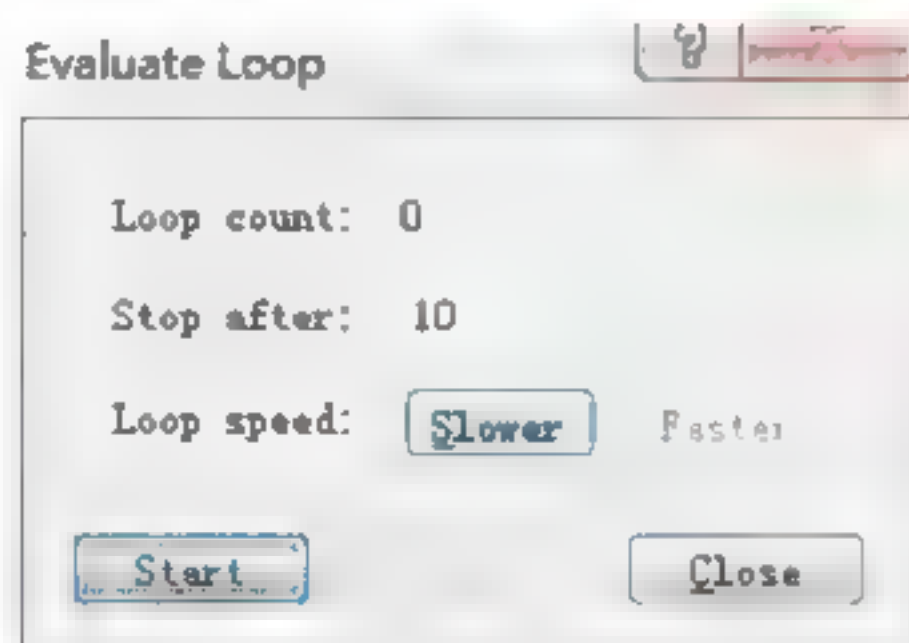 Evaluate Loop
Loop count: 0
Stop after: 10
Loop speed: Slower Faster
Start Close